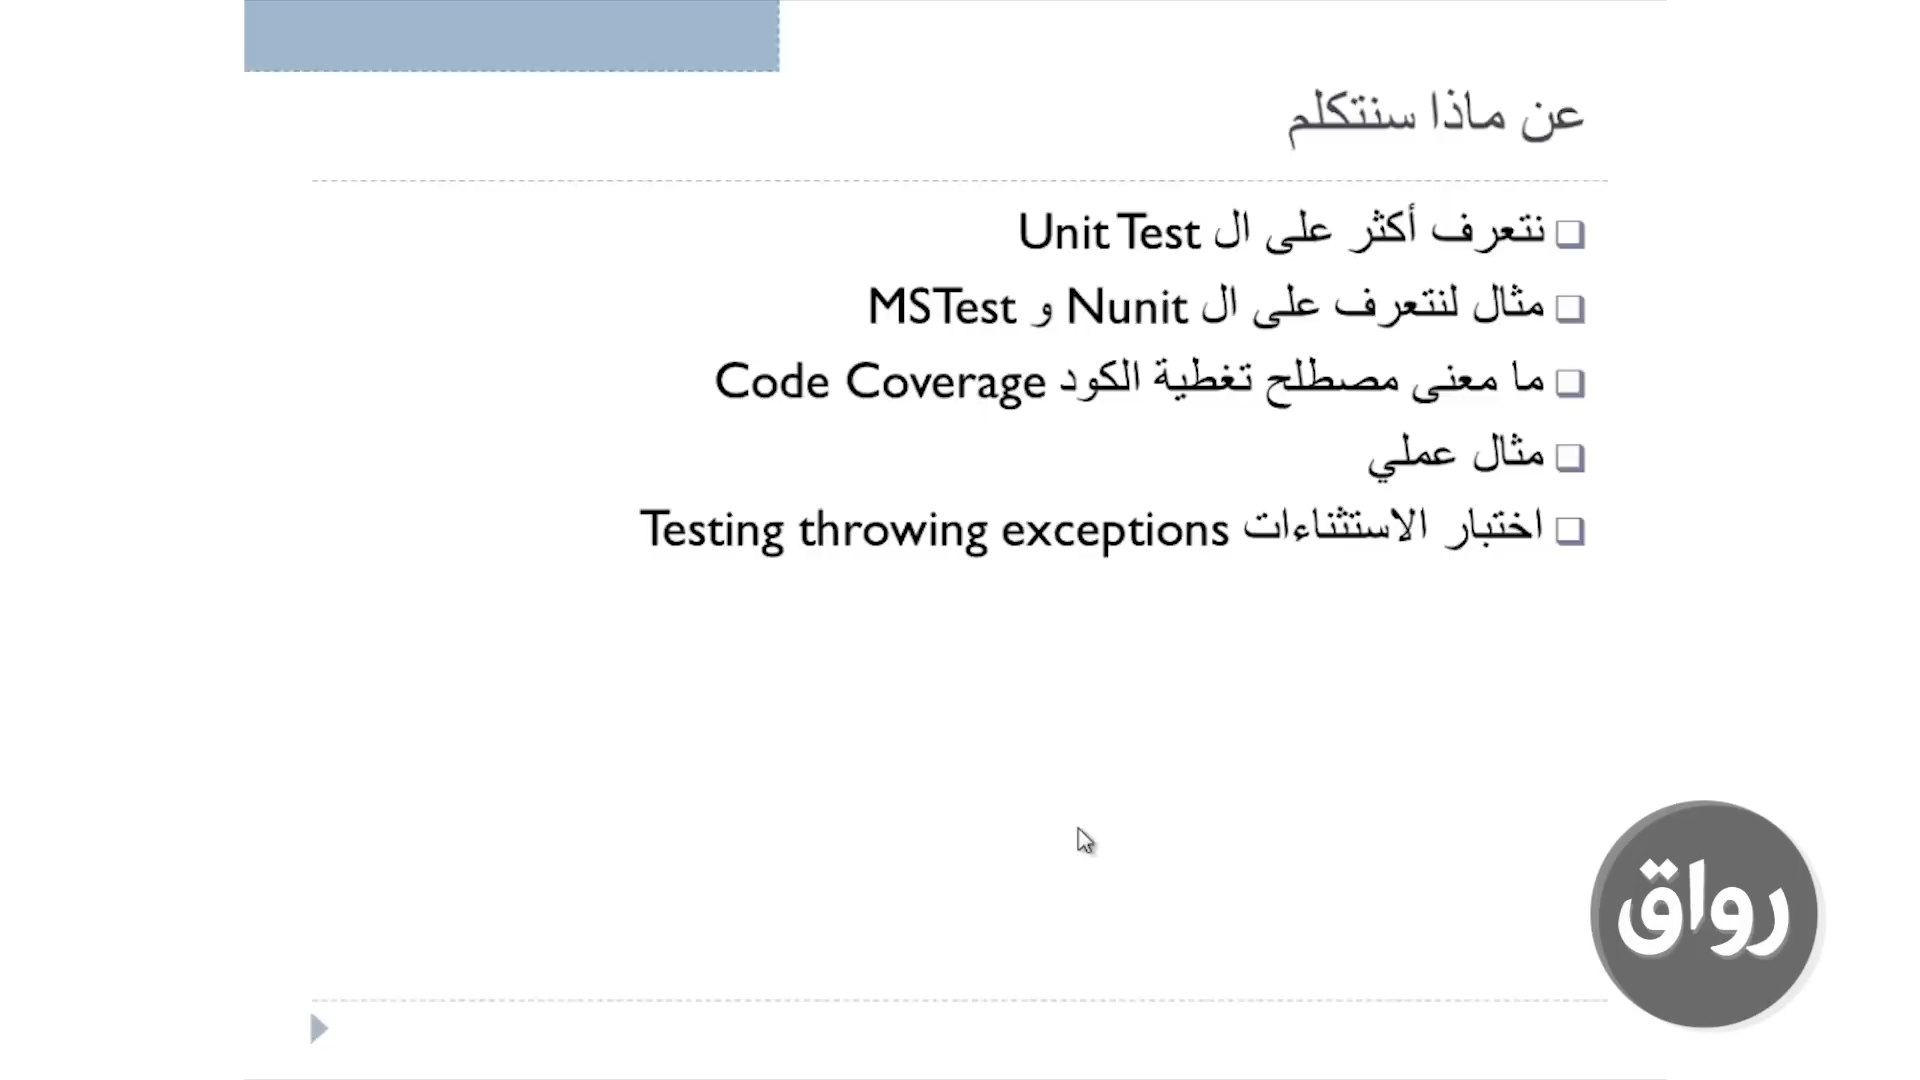 عن ماذا سنتكلم
نتعرف أكثر على ال Unit Test
مثال لنتعرف على ال Nunit و MSTest
ما معنى مصطلح تغطية الكود Code Coverage
مثال عملي
اختبار الاستثناءات Testing throwing exceptions
رواق